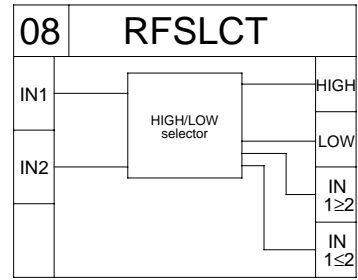 08 RFSLCT
IN1
IN2
HIGH/LOW
selector
HIGH
LOW
IN
1≥2
IN
1≤2